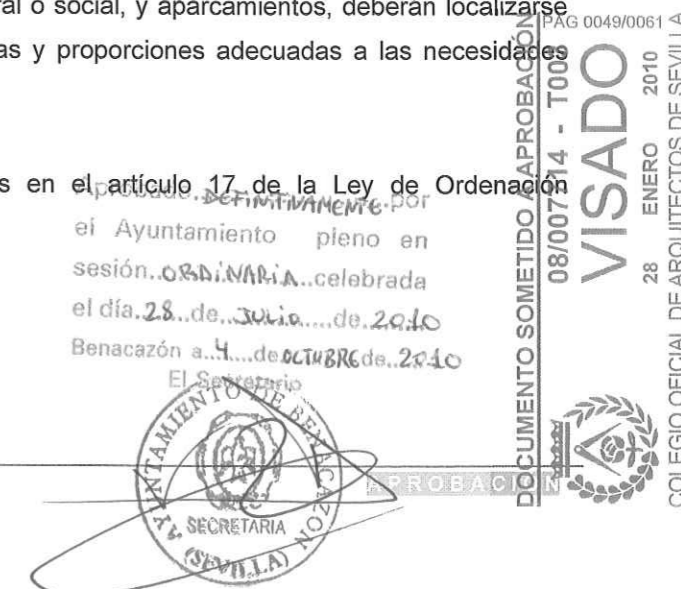 ral o social, y aparcamientos, deberán localizarse
as y proporciones adecuadas a las necesidades
s en el artículo 17 de la Ley de Ordenación
Aprobado DEFINITIVAMENTE por
el Ayuntamiento pleno en
sesión ORDINARIA celebrada
el día 28 de JULIO de 2010
Benacazón a 4 de OCTUBRE de 2010
El Secretario
AYUNTAMIENTO DE BENACAZON
SECRETARIA
(SEVILLA)
APROBACIÓN
DOCUMENTO SOMETIDO A APROBACIÓN
PAG 0049/0061
08/007714 - T003
VISADO
28 ENERO 2010
COLEGIO OFICIAL DE ARQUITECTOS DE SEVILLA